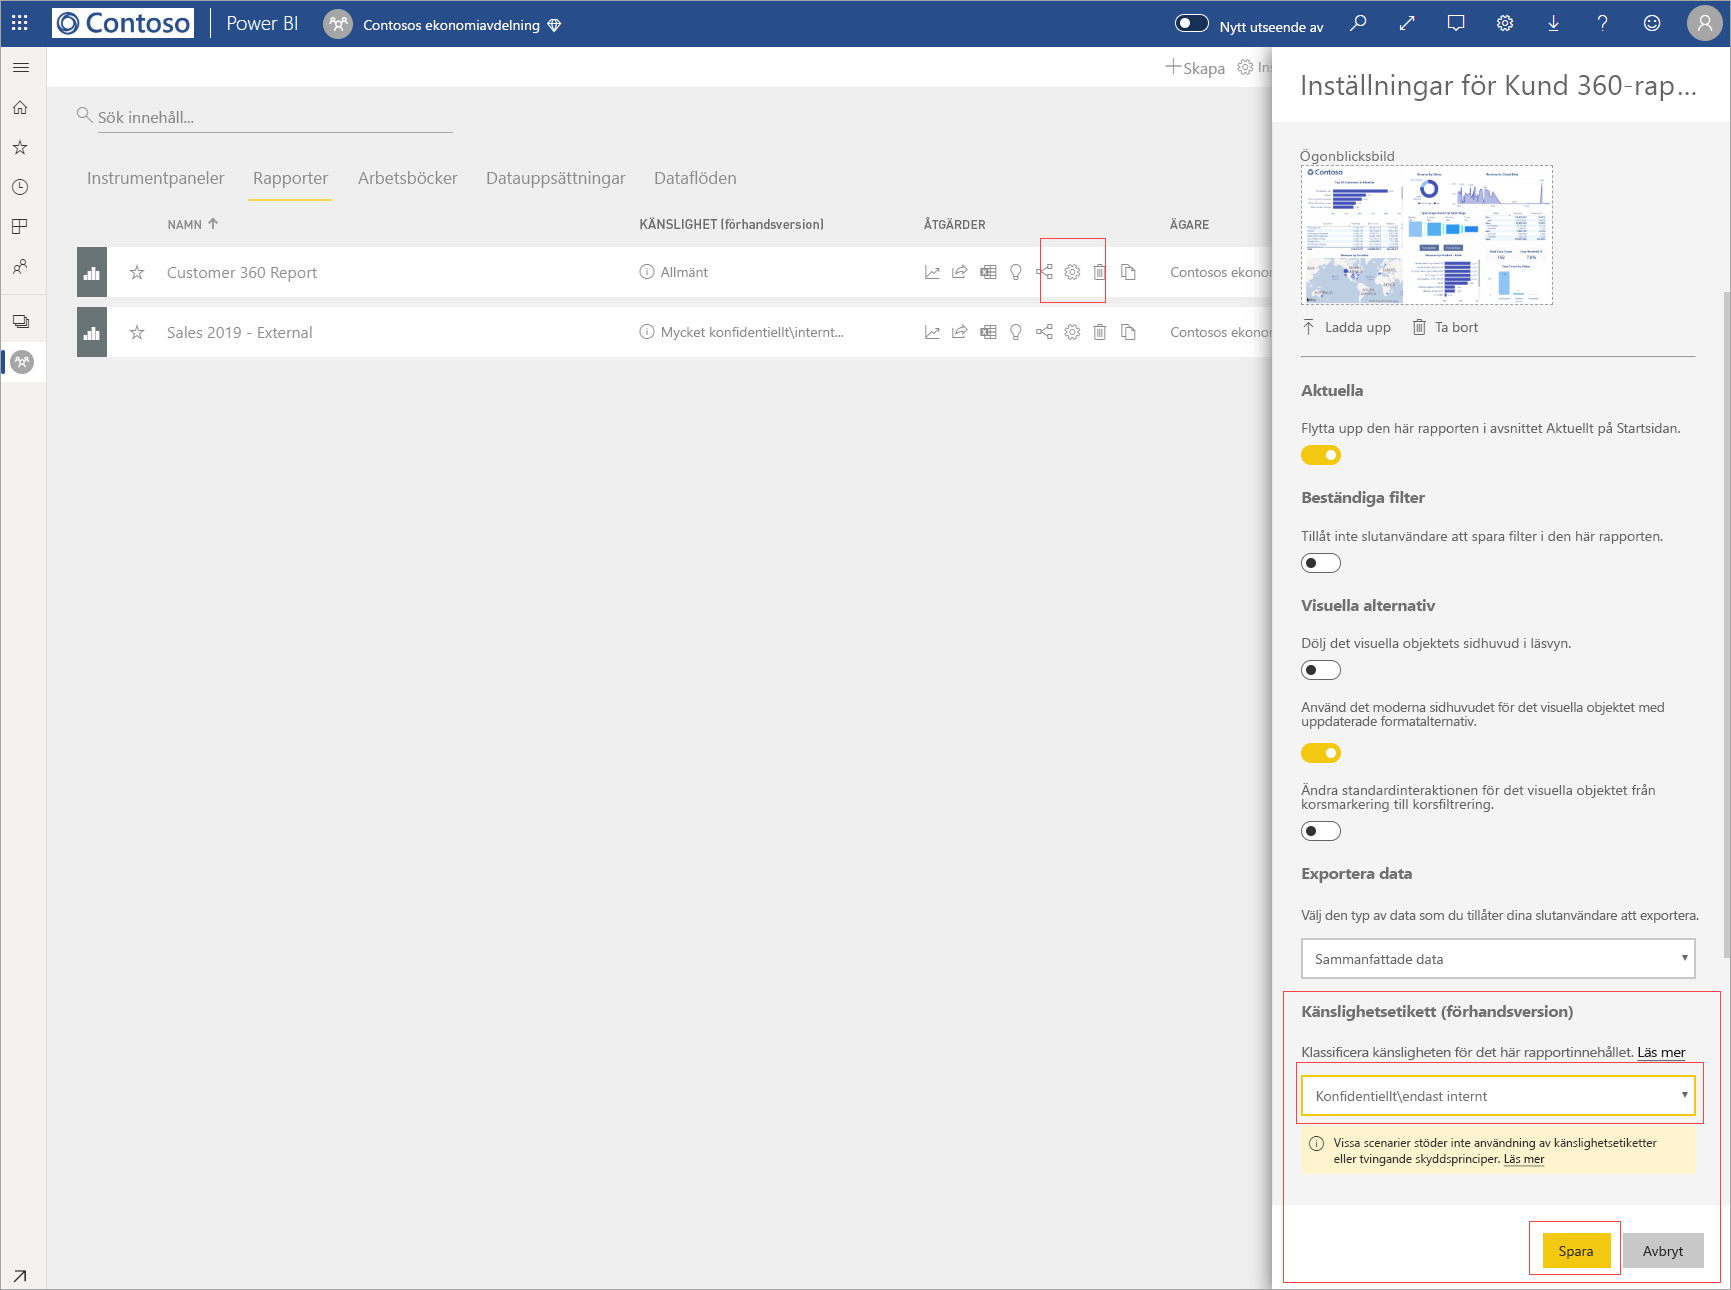 Contoso
Power BI
Contosos ekonomiavdelning
Nytt utseende av
Skapa
Ins
Sök innehåll...
Instrumentpaneler
Rapporter
Arbetsböcker
Datauppsättningar
Dataflöden
NAMN
KÄNSLIGHET (förhandsversion)
ÅTGÄRDER
ÄGARE
Customer 360 Report
Allmänt
Contosos ekonor
Sales 2019 - External
Mycket konfidentiellt\internt...
Contosos ekonor
Inställningar för Kund 360-rap...
Ögonblicksbild
Contoso
Ladda upp
Ta bort
Aktuella
Flytta upp den här rapporten i avsnittet Aktuellt på Startsidan.
Beständiga filter
Tillåt inte slutanvändare att spara filter i den här rapporten.
Visuella alternativ
Dölj det visuella objektets sidhuvud i läsvyn.
Använd det moderna sidhuvudet för det visuella objektet med
uppdaterade formatalternativ.
Ändra standardinteraktionen för det visuella objektet från
korsmarkering till korsfiltrering.
Exportera data
Välj den typ av data som du tillåter dina slutanvändare att exportera.
Sammanfattade data
Känslighetsetikett (förhandsversion)
Klassificera känsligheten för det här rapportinnehållet. Läs mer
Konfidentiellt\endast internt
Vissa scenarier stöder inte användning av känslighetsetiketter
eller tvingande skyddsprinciper. Läs mer
Spara
Avbryt